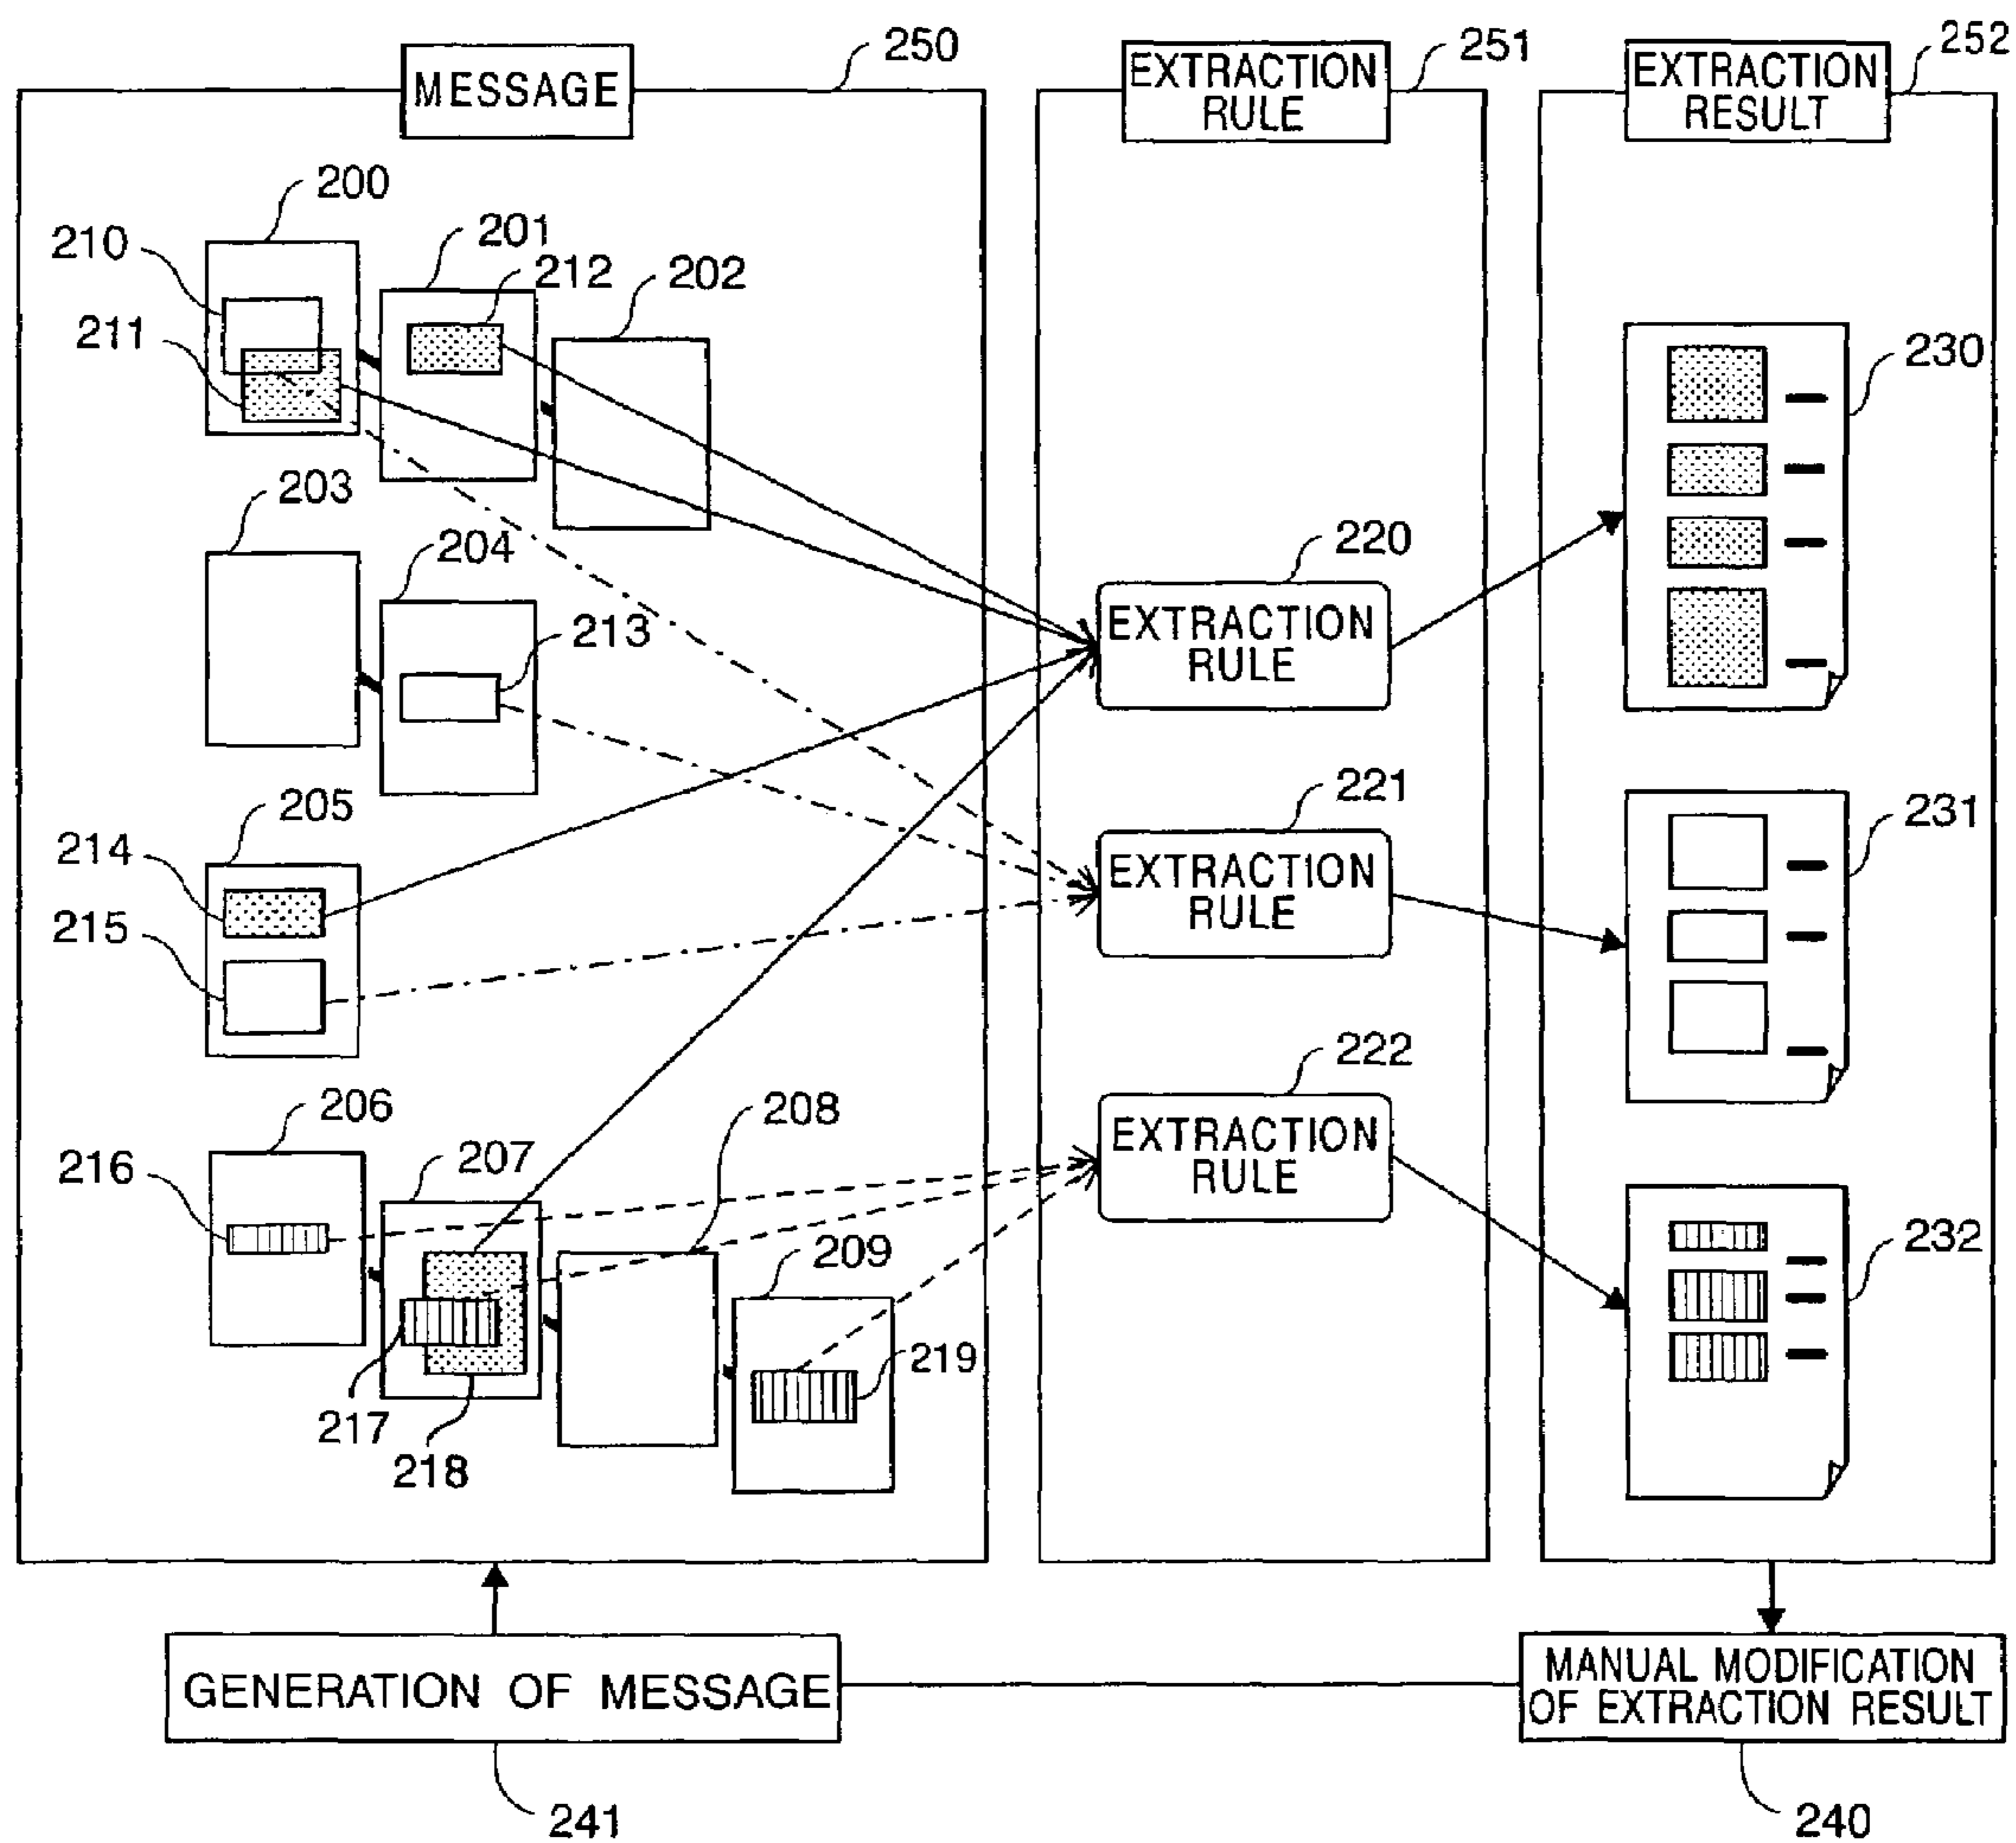 MESSAGE
250
EXTRACTION
RULE
251
EXTRACTION
RESULT
252
200
210
211
201
212
202
203
204
213
205
214
215
206
216
207
217
218
208
209
219
220
EXTRACTION
RULE
221
EXTRACTION
RULE
222
EXTRACTION
RULE
230
231
232
GENERATION OF MESSAGE
241
MANUAL MODIFICATION
OF EXTRACTION RESULT
240